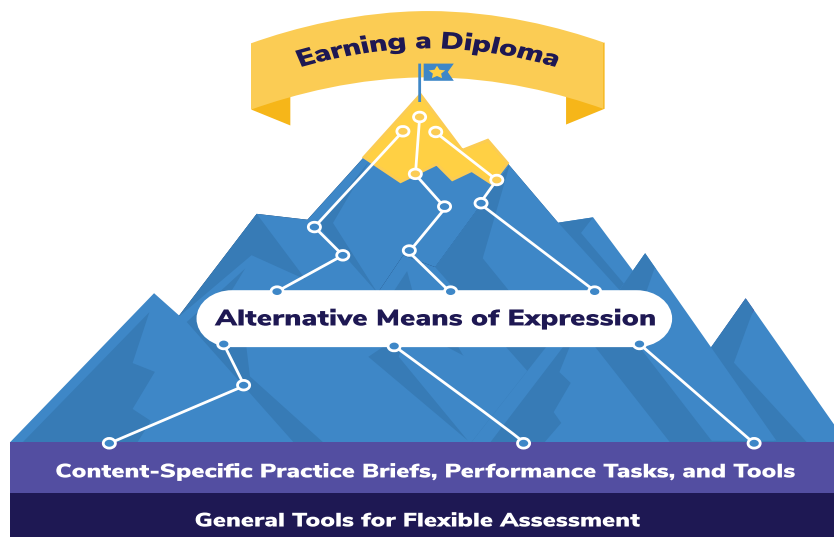 Earning a Diploma
Alternative Means of Expression
Content-Specific Practice Briefs, Performance Tasks, and Tools
General Tools for Flexible Assessment